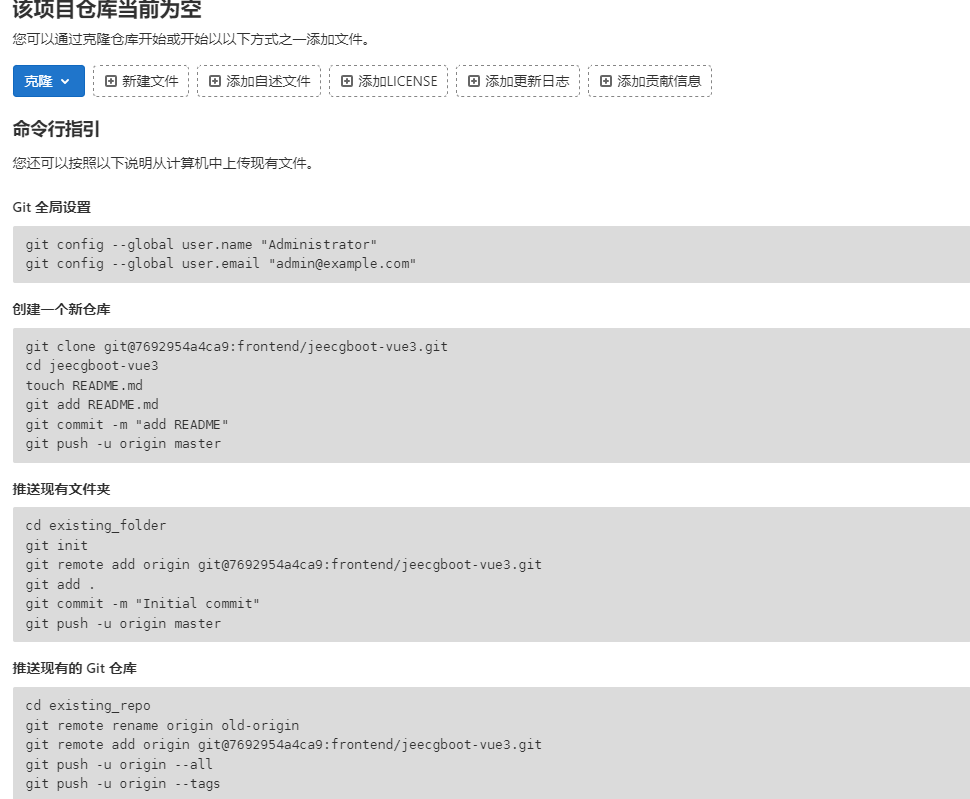 该项目仓库当前为空
您可以通过克隆仓库开始或开始以以下方式之一添加文件。
克隆 新建文件 添加自述文件 添加LICENSE 添加更新日志 添加贡献信息
命令行指引
您还可以按照以下说明从计算机中上传现有文件。
Git 全局设置
git config --global user.name "Administrator"
git config --global user.email "admin@example.com"
创建一个新仓库
git clone git@7692954a4ca9:frontend/jeecgboot-vue3.git
cd jeecgboot-vue3
touch README.md
git add README.md
git commit -m "add README"
git push -u origin master
推送现有文件夹
cd existing_folder
git init
git remote add origin git@7692954a4ca9:frontend/jeecgboot-vue3.git
git add .
git commit -m "Initial commit"
git push -u origin master
推送现有的 Git 仓库
cd existing_repo
git remote rename origin old-origin
git remote add origin git@7692954a4ca9:frontend/jeecgboot-vue3.git
git push -u origin --all
git push -u origin --tags